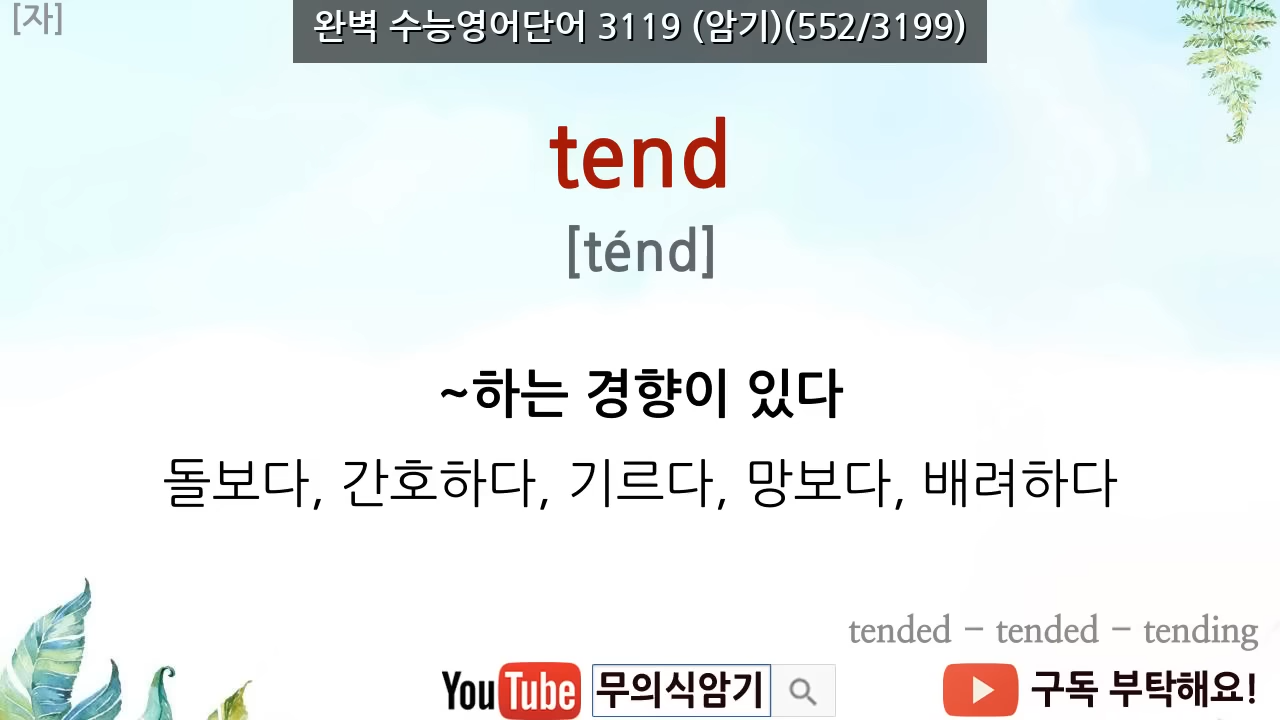 [자]
완벽 수능영어단어 3119 (암기)(552/3199)
tend
[ténd]
~하는 경향이 있다
돌보다, 간호하다, 기르다, 망보다, 배려하다
tended - tended - tending
YouTube 무의식암기
구독 부탁해요!